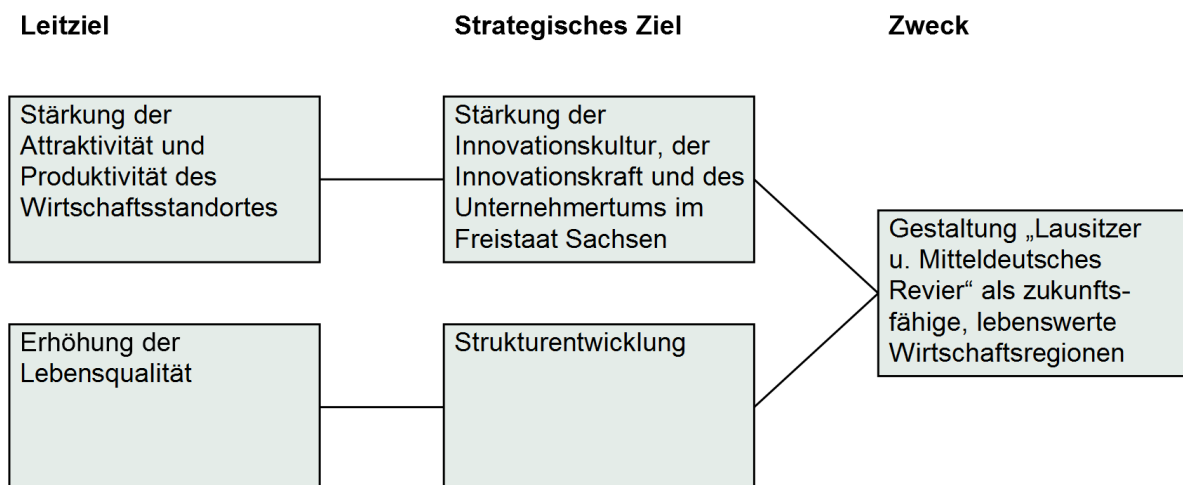 Leitziel
Strategisches Ziel
Zweck
Stärkung der
Attraktivität und
Produktivität des
Wirtschaftsstandortes
Stärkung der
Innovationskultur, der
Innovationskraft und des
Unternehmertums im
Freistaat Sachsen
Gestaltung „Lausitzer
u. Mitteldeutsches
Revier“ als zukunfts-
fähige, lebenswerte
Wirtschaftsregionen
Erhöhung der
Lebensqualität
Strukturentwicklung